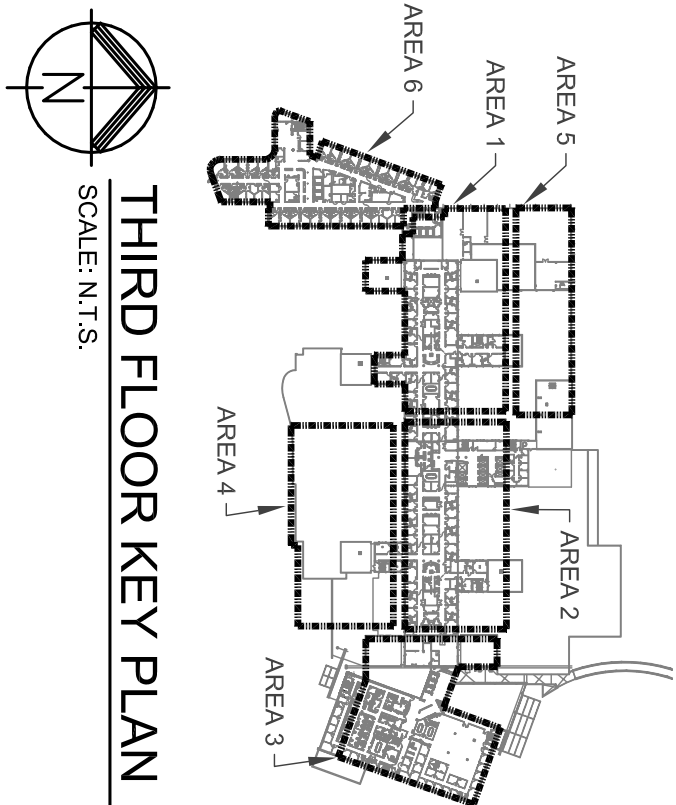 AREA 6
AREA 1
AREA 5
AREA 4
AREA 2
AREA 3
N
THIRD FLOOR KEY PLAN
SCALE: N.T.S.